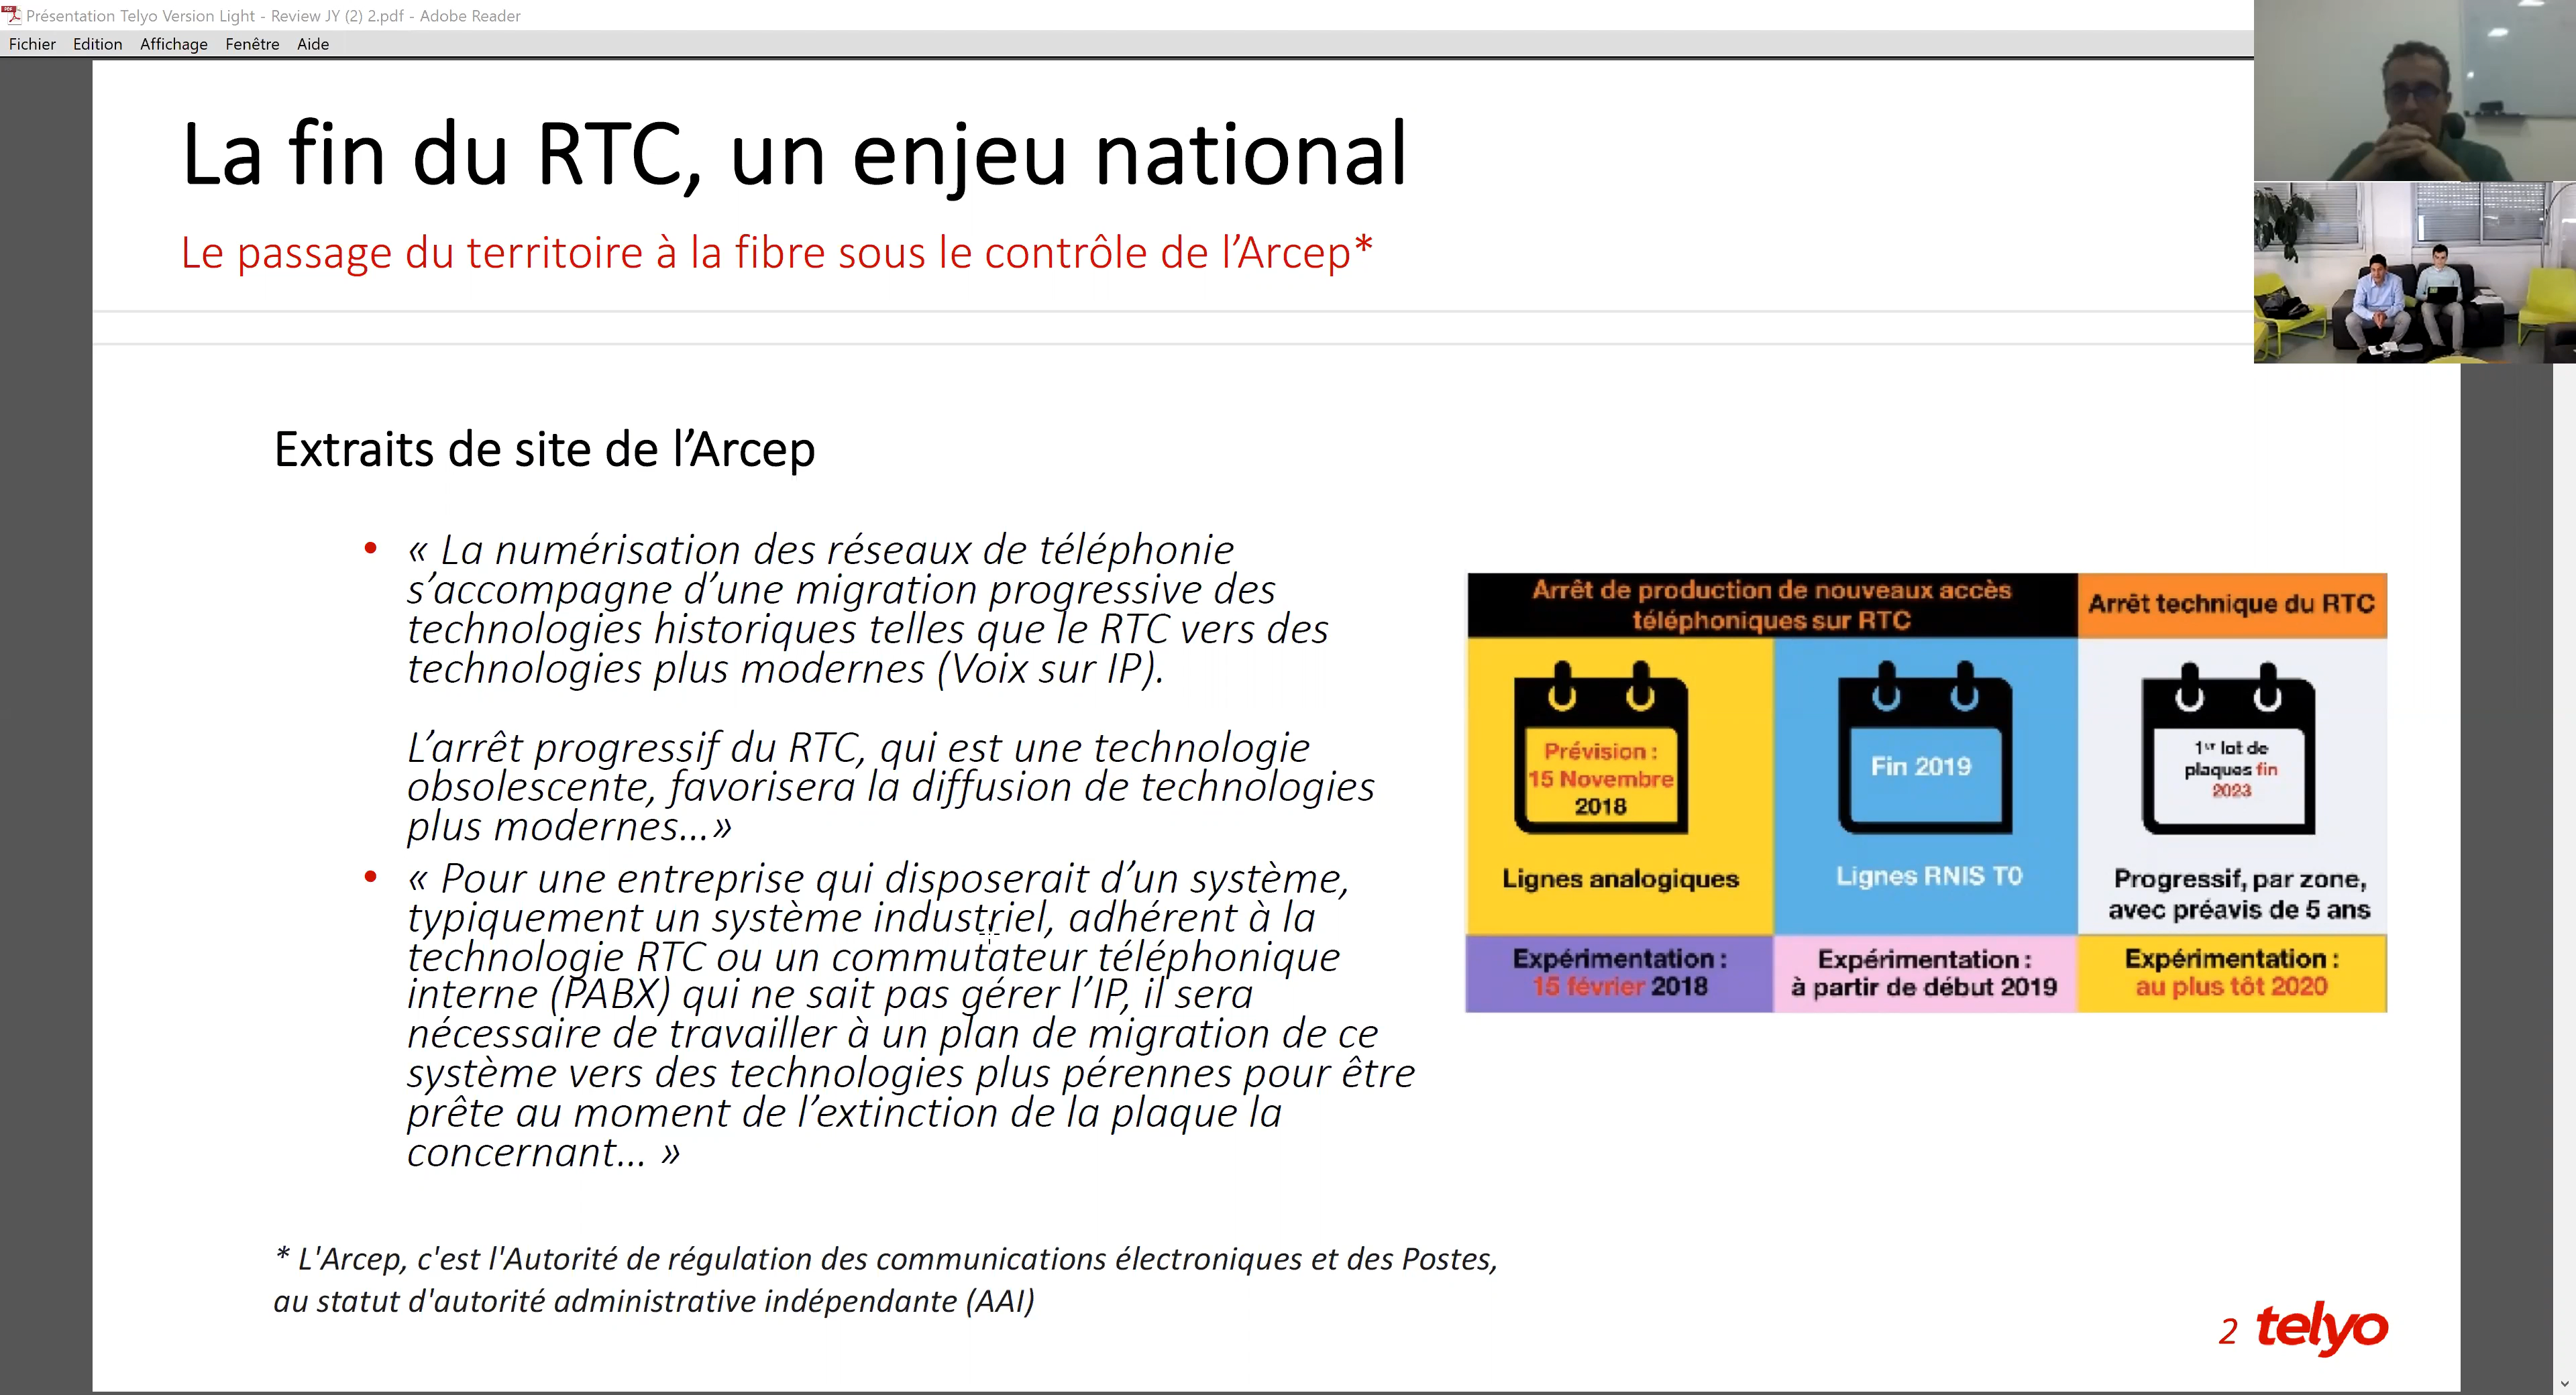 Présentation Telyo Version Light - Review JY (2) 2.pdf - Adobe Reader
Fichier Edition Affichage Fenêtre Aide
La fin du RTC, un enjeu national
Le passage du territoire à la fibre sous le contrôle de l’Arcep*
Extraits de site de l’Arcep
• « La numérisation des réseaux de téléphonie
s’accompagne d’une migration progressive des
technologies historiques telles que le RTC vers des
technologies plus modernes (Voix sur IP).
L’arrêt progressif du RTC, qui est une technologie
obsolescente, favorisera la diffusion de technologies
plus modernes...»
• « Pour une entreprise qui disposerait d’un système,
typiquement un système industriel, adhérent à la
technologie RTC ou un commutateur téléphonique
interne (PABX) qui ne sait pas gérer l’IP, il sera
nécessaire de travailler à un plan de migration de ce
système vers des technologies plus pérennes pour être
prête au moment de l’extinction de la plaque la
concernant... »
Arrêt de production de nouveaux accès
téléphoniques sur RTC
Arrêt technique du RTC
Prévision :
15 Novembre
2018
Fin 2019
1er lot de
plaques fin
2023
Lignes analogiques
Lignes RNIS T0
Progressif, par zone,
avec préavis de 5 ans
Expérimentation :
15 février 2018
Expérimentation :
à partir de début 2019
Expérimentation :
au plus tôt 2020
* L'Arcep, c'est l'Autorité de régulation des communications électroniques et des Postes,
au statut d'autorité administrative indépendante (AAI)
2 telyo